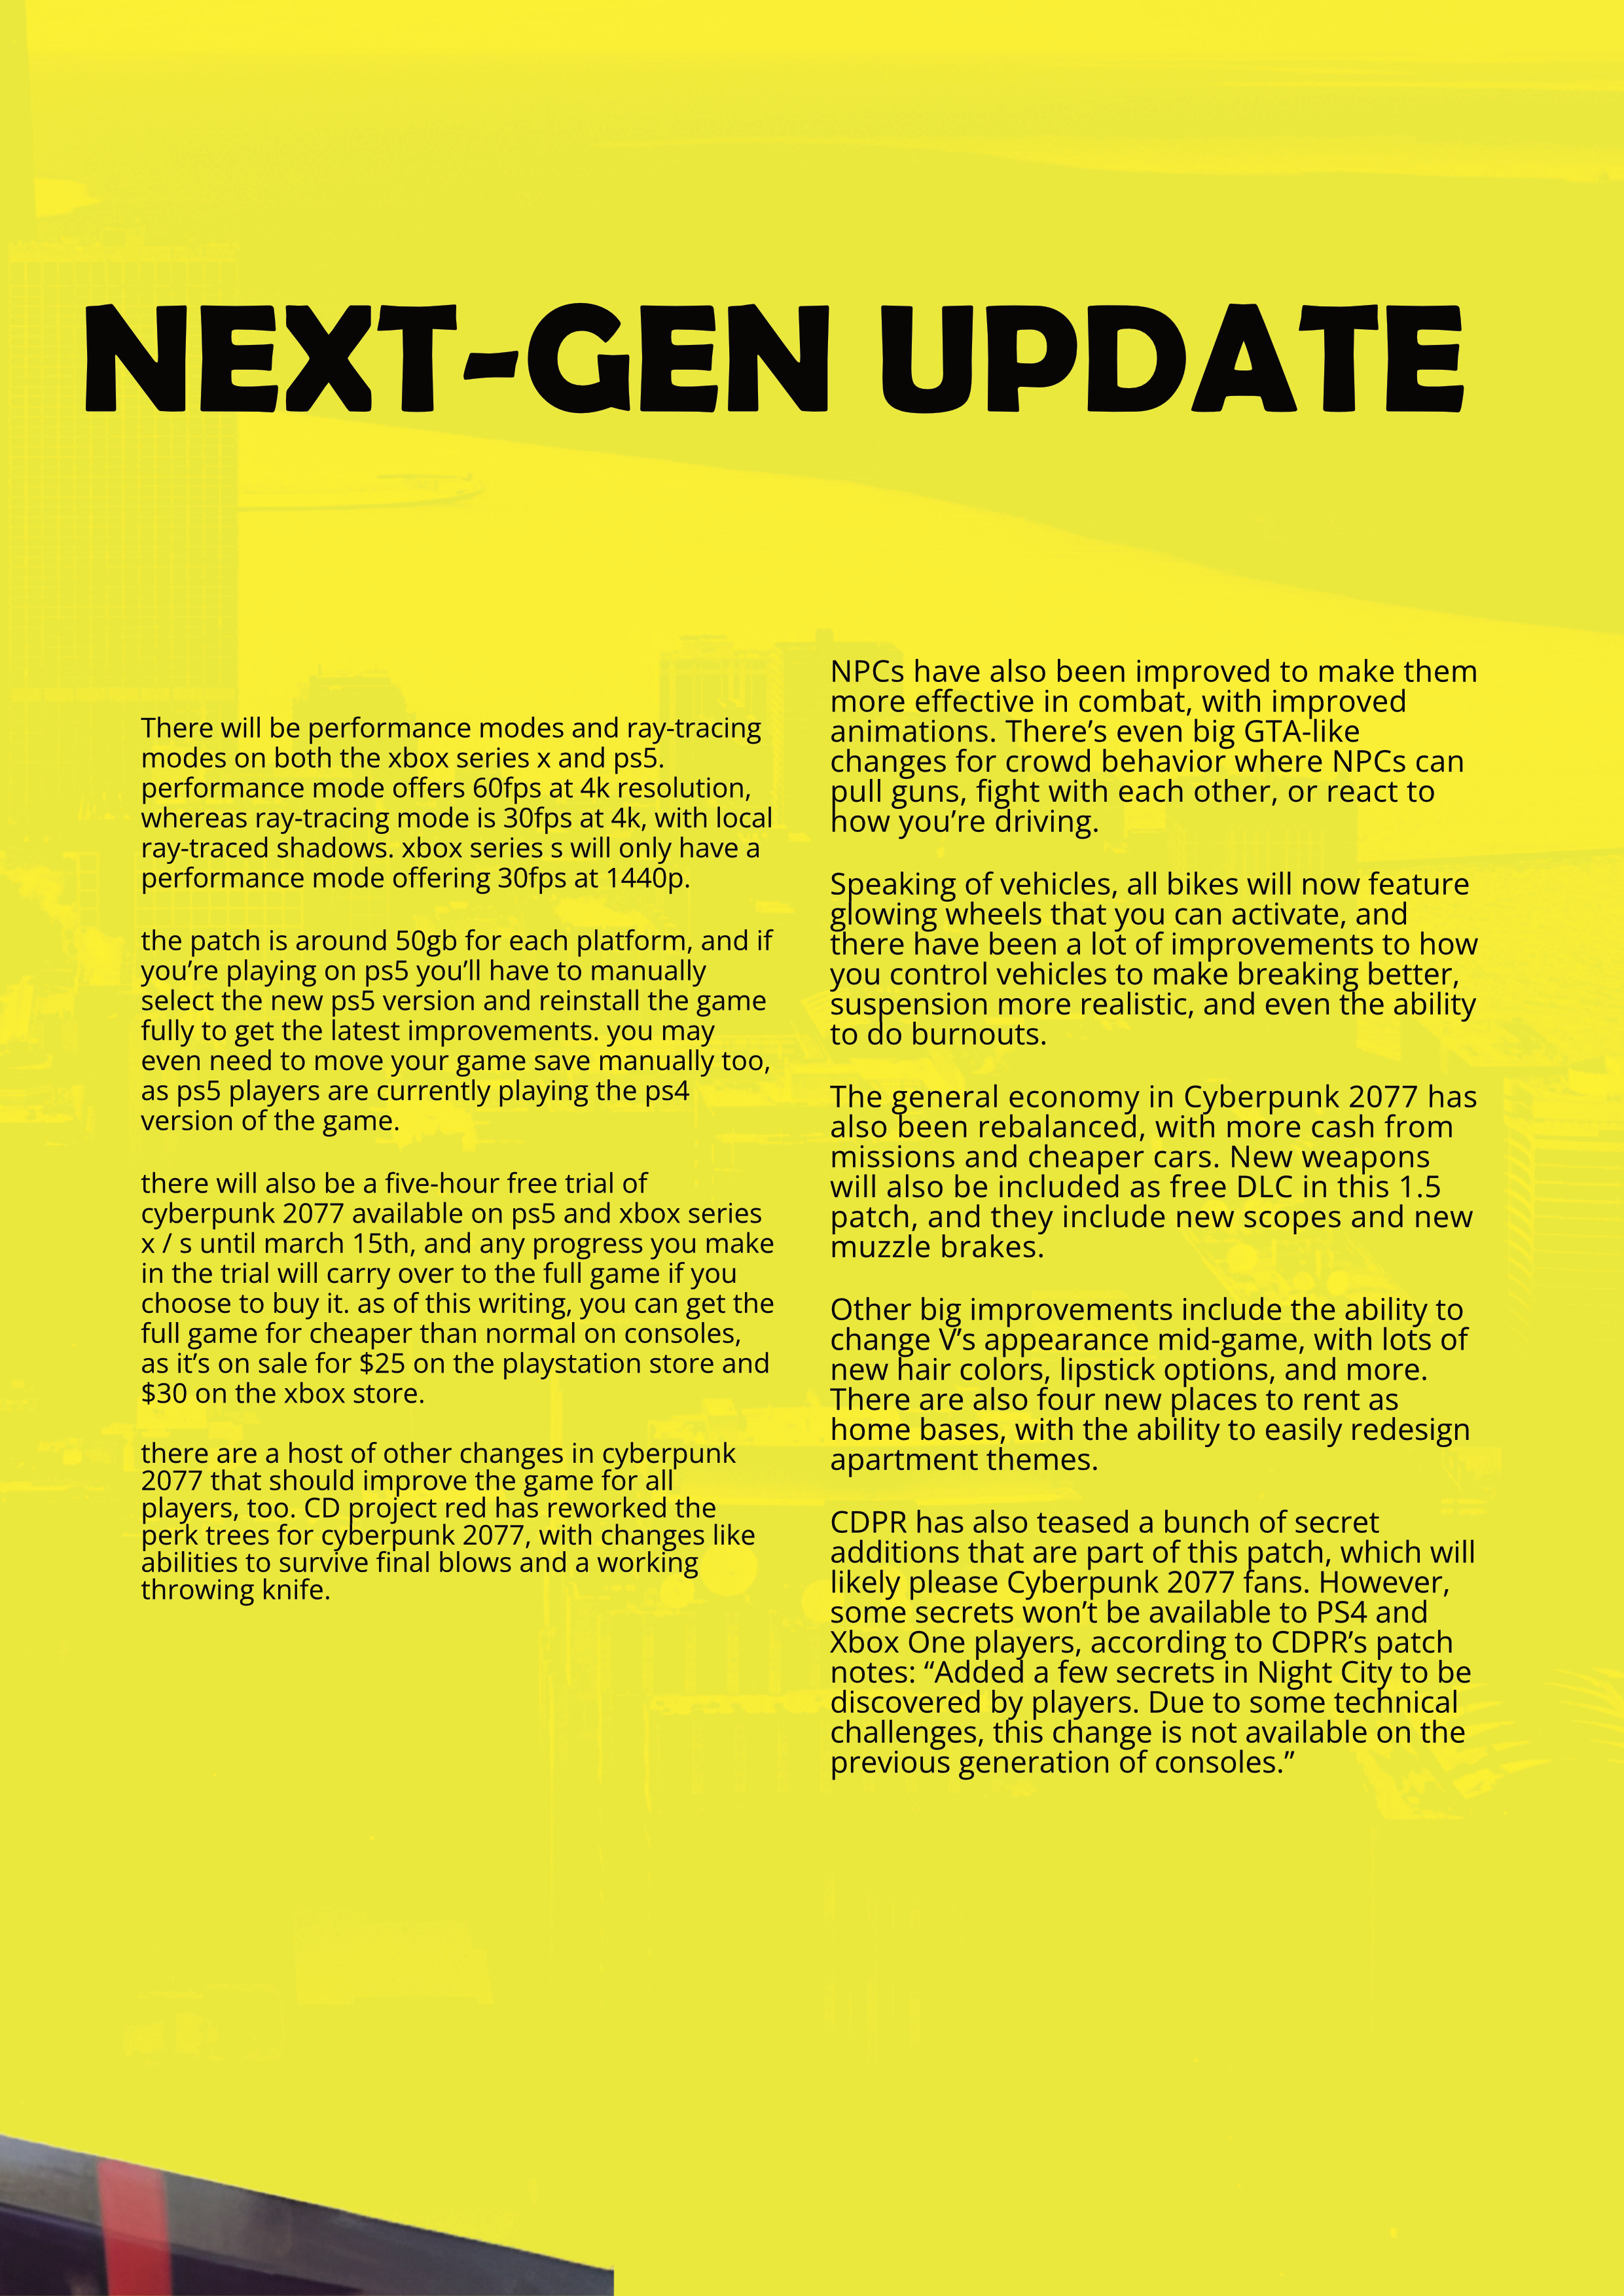 NEXT-GEN UPDATE
There will be performance modes and ray-tracing
modes on both the xbox series x and ps5.
performance mode offers 60fps at 4k resolution,
whereas ray-tracing mode is 30fps at 4k, with local
ray-traced shadows. xbox series s will only have a
performance mode offering 30fps at 1440p.
the patch is around 50gb for each platform, and if
you’re playing on ps5 you’ll have to manually
select the new ps5 version and reinstall the game
fully to get the latest improvements. you may
even need to move your game save manually too,
as ps5 players are currently playing the ps4
version of the game.
there will also be a five-hour free trial of
cyberpunk 2077 available on ps5 and xbox series
x / s until march 15th, and any progress you make
in the trial will carry over to the full game if you
choose to buy it. as of this writing, you can get the
full game for cheaper than normal on consoles,
as it’s on sale for $25 on the playstation store and
$30 on the xbox store.
there are a host of other changes in cyberpunk
2077 that should improve the game for all
players, too. CD project red has reworked the
perk trees for cyberpunk 2077, with changes like
abilities to survive final blows and a working
throwing knife.
NPCs have also been improved to make them
more effective in combat, with improved
animations. There’s even big GTA-like
changes for crowd behavior where NPCs can
pull guns, fight with each other, or react to
how you’re driving.
Speaking of vehicles, all bikes will now feature
glowing wheels that you can activate, and
there have been a lot of improvements to how
you control vehicles to make breaking better,
suspension more realistic, and even the ability
to do burnouts.
The general economy in Cyberpunk 2077 has
also been rebalanced, with more cash from
missions and cheaper cars. New weapons
will also be included as free DLC in this 1.5
patch, and they include new scopes and new
muzzle brakes.
Other big improvements include the ability to
change V’s appearance mid-game, with lots of
new hair colors, lipstick options, and more.
There are also four new places to rent as
home bases, with the ability to easily redesign
apartment themes.
CDPR has also teased a bunch of secret
additions that are part of this patch, which will
likely please Cyberpunk 2077 fans. However,
some secrets won’t be available to PS4 and
Xbox One players, according to CDPR’s patch
notes: “Added a few secrets in Night City to be
discovered by players. Due to some technical
challenges, this change is not available on the
previous generation of consoles.”